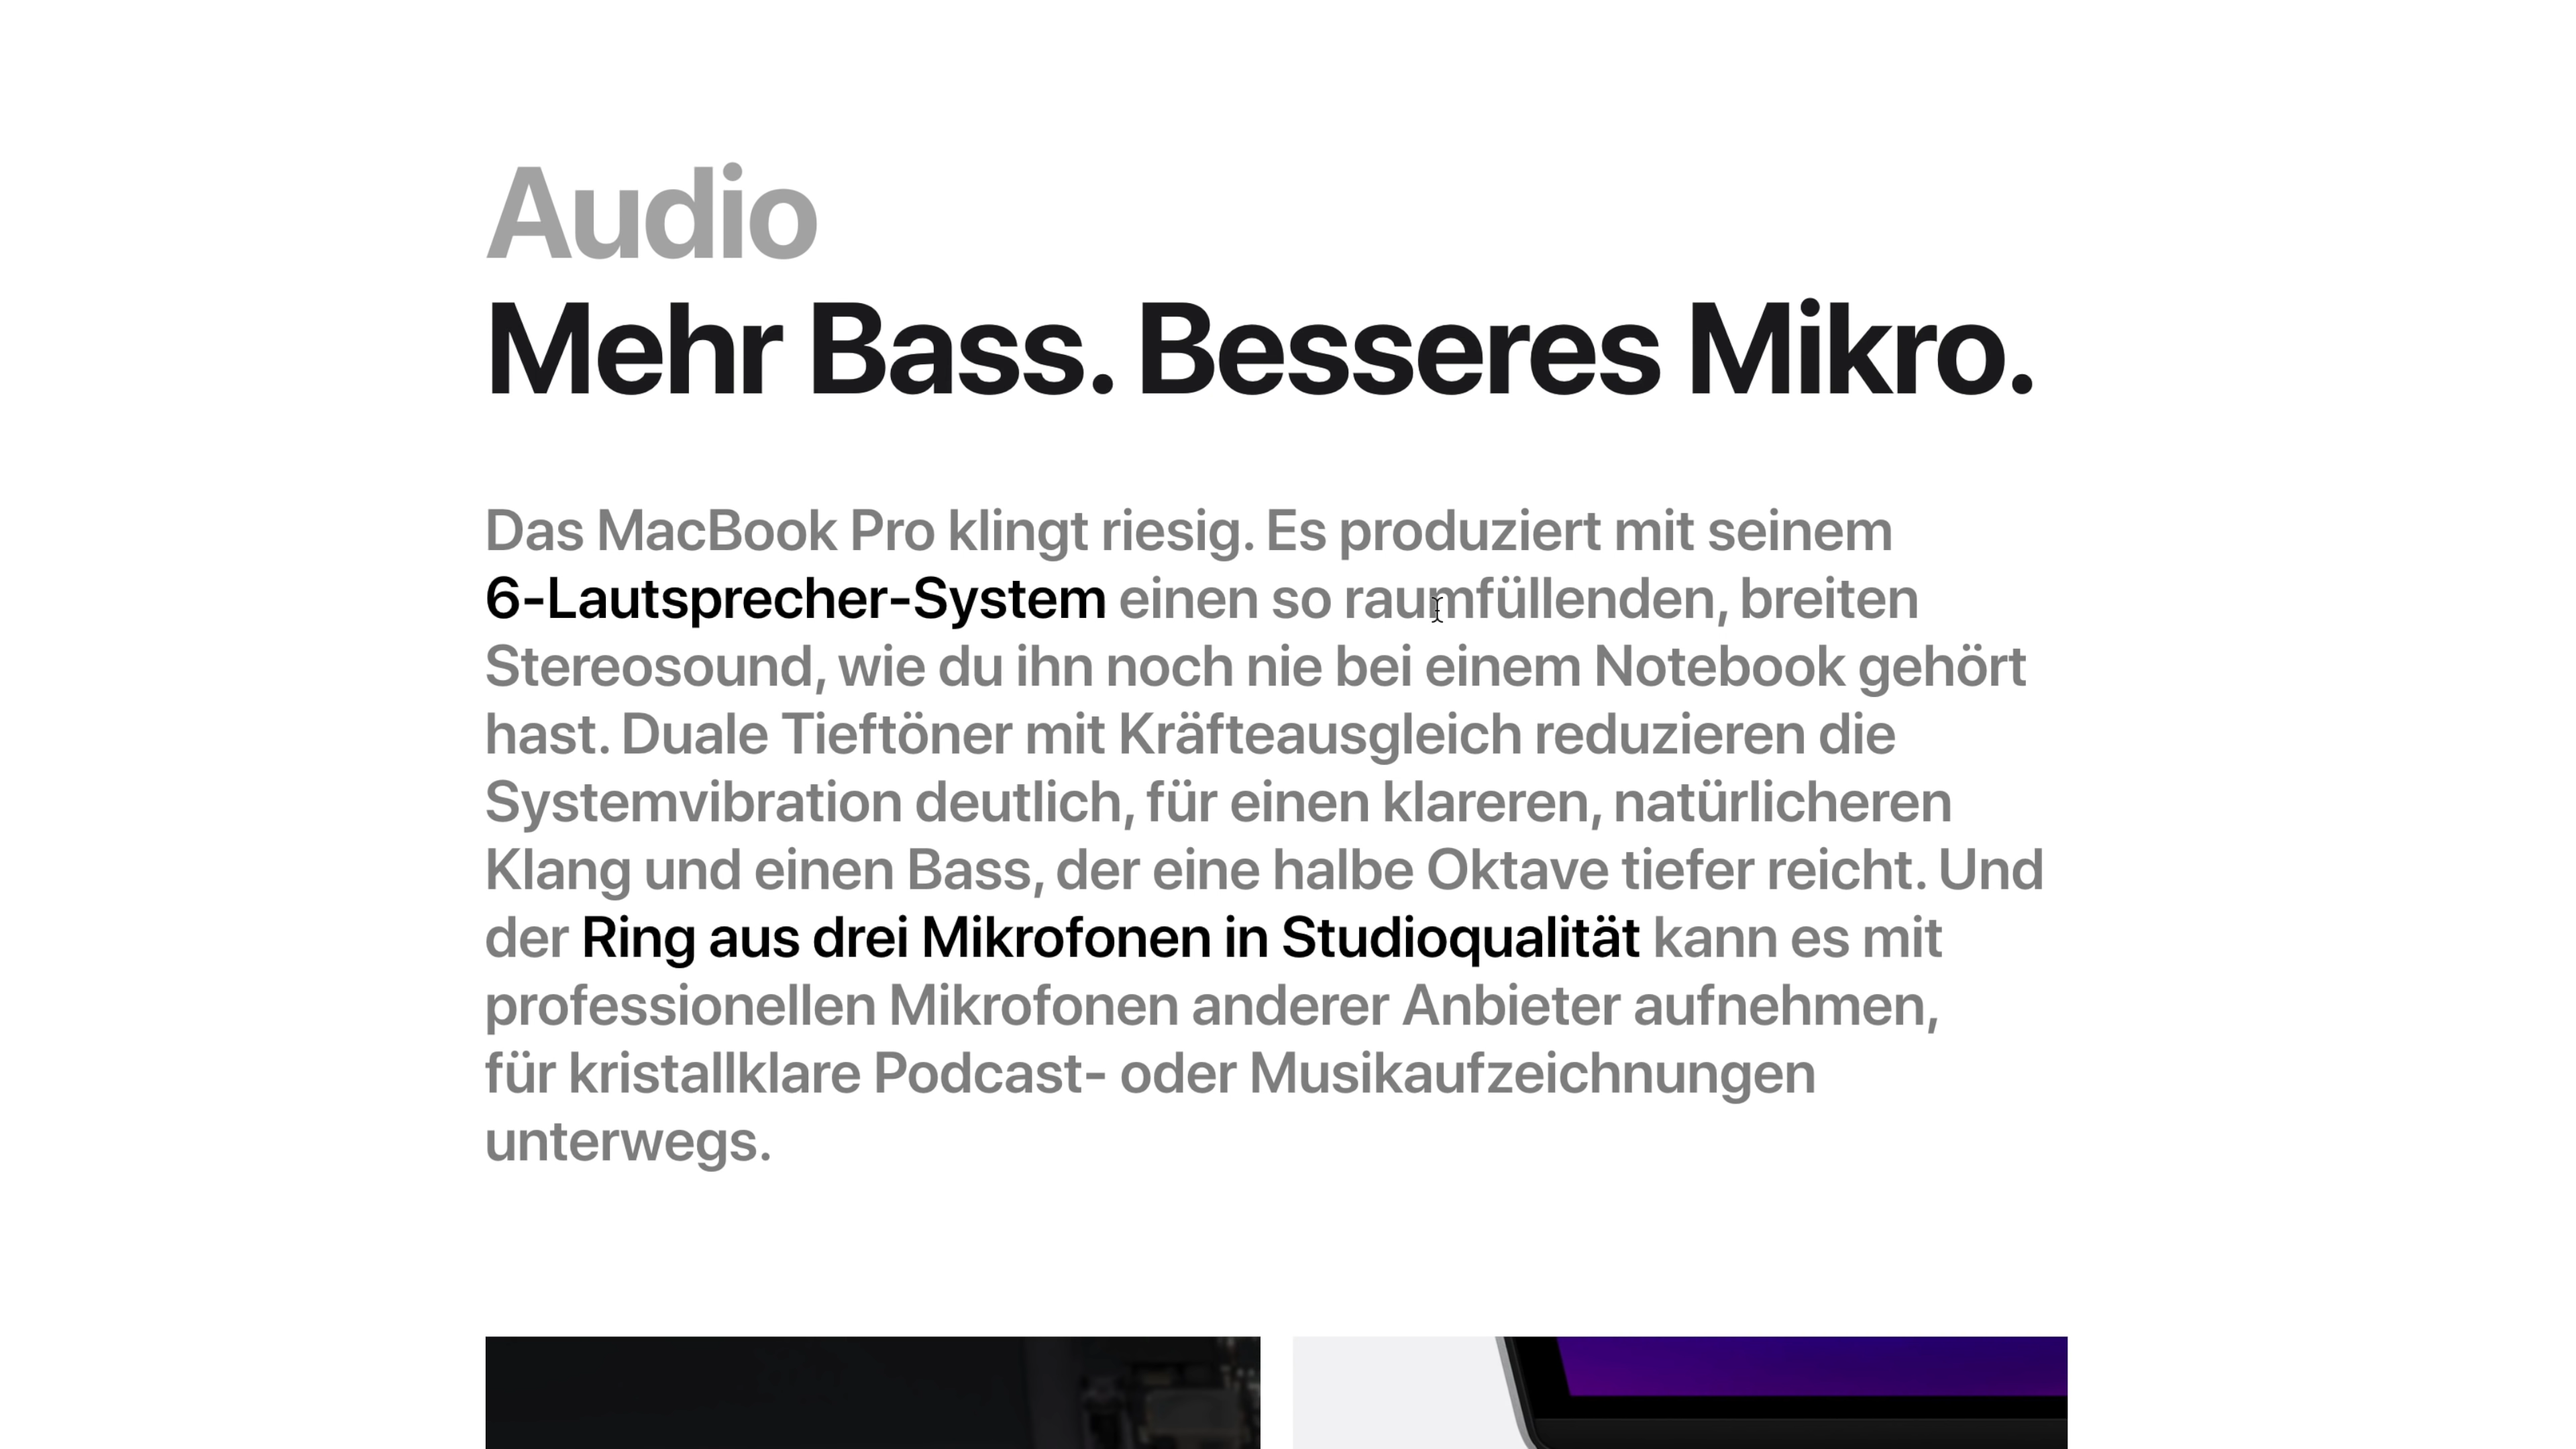 Audio
Mehr Bass. Besseres Mikro.
Das MacBook Pro klingt riesig. Es produziert mit seinem
6-Lautsprecher-System einen so raumfüllenden, breiten
Stereosound, wie du ihn noch nie bei einem Notebook gehört
hast. Duale Tieftöner mit Kräfteausgleich reduzieren die
Systemvibration deutlich, für einen klareren, natürlicheren
Klang und einen Bass, der eine halbe Oktave tiefer reicht. Und
der Ring aus drei Mikrofonen in Studioqualität kann es mit
professionellen Mikrofonen anderer Anbieter aufnehmen,
für kristallklare Podcast- oder Musikaufzeichnungen
unterwegs.